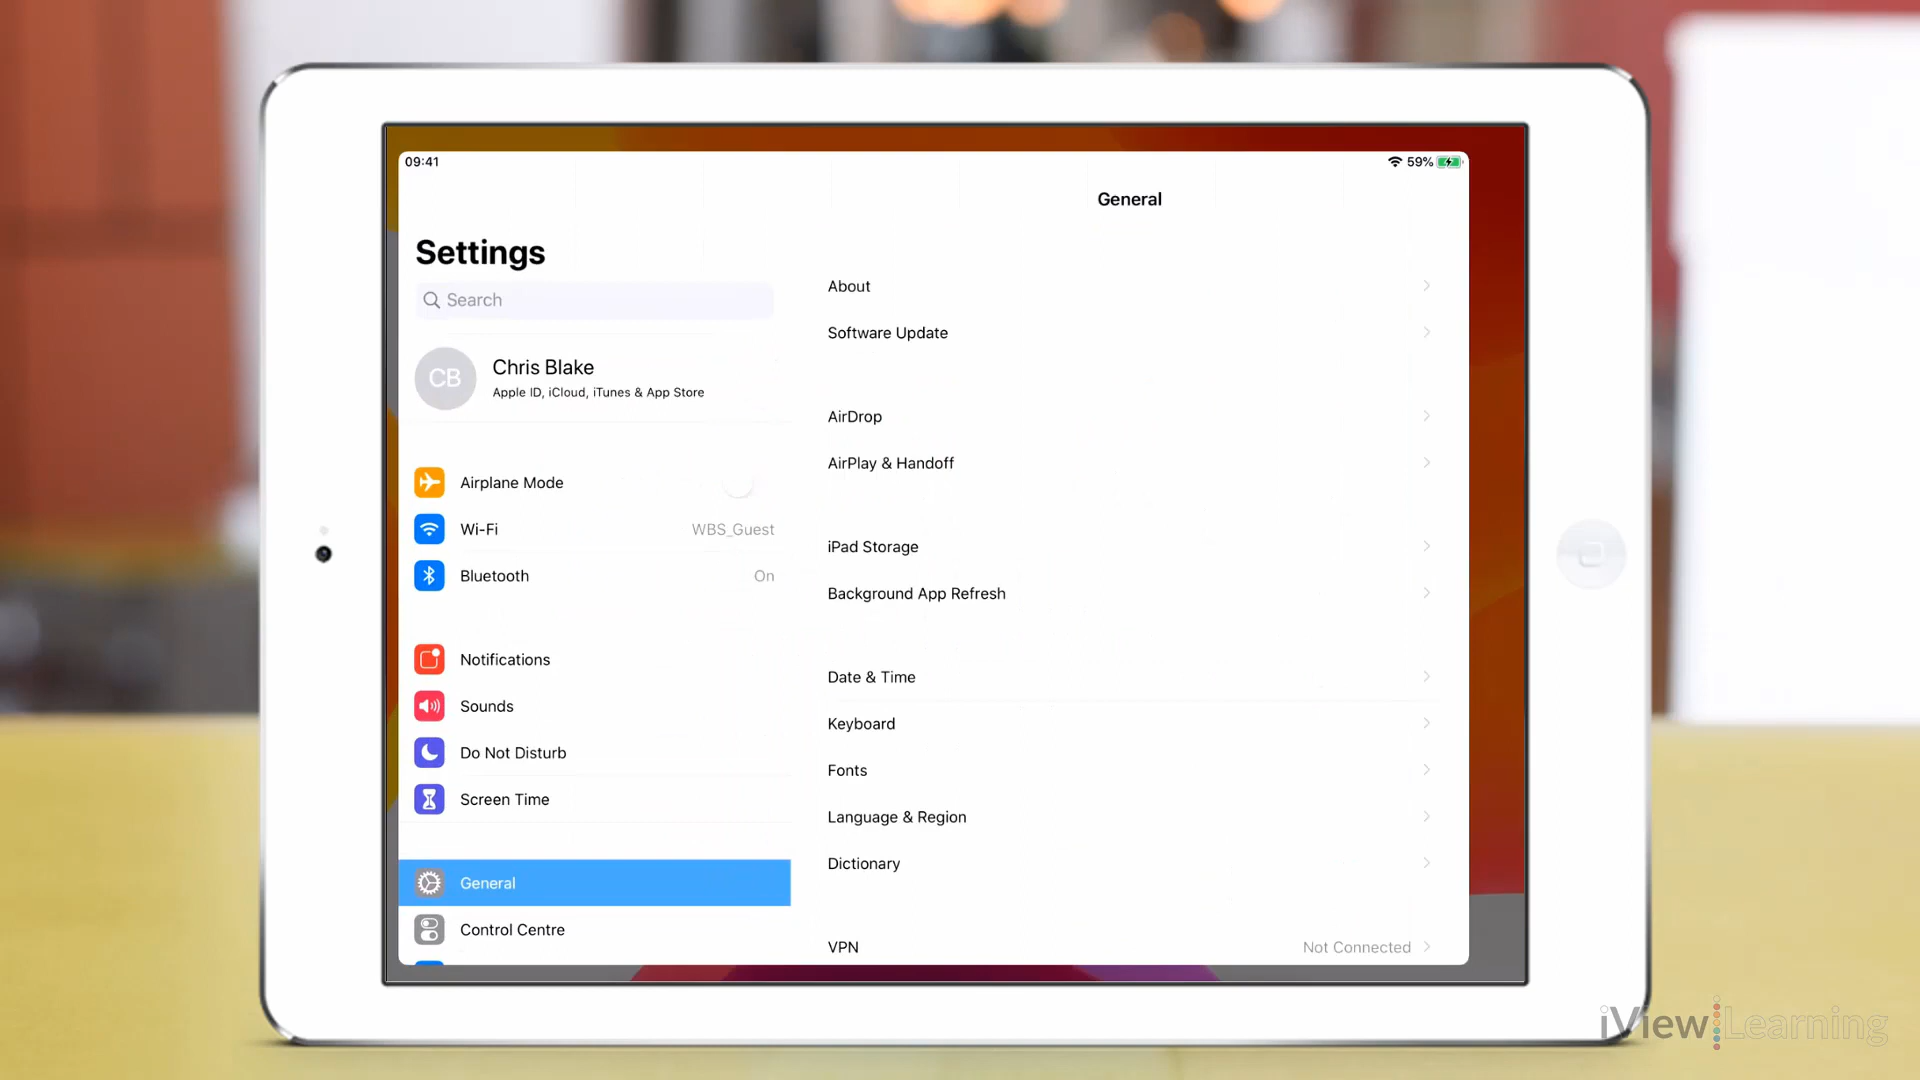 09:41
59%
General
Settings
Search
CB
Chris Blake
Apple ID, iCloud, iTunes & App Store
Airplane Mode
Wi-Fi
WBS_Guest
Bluetooth
On
Notifications
Sounds
Do Not Disturb
Screen Time
General
Control Centre
About
Software Update
AirDrop
AirPlay & Handoff
iPad Storage
Background App Refresh
Date & Time
Keyboard
Fonts
Language & Region
Dictionary
VPN
Not Connected
iView Learning